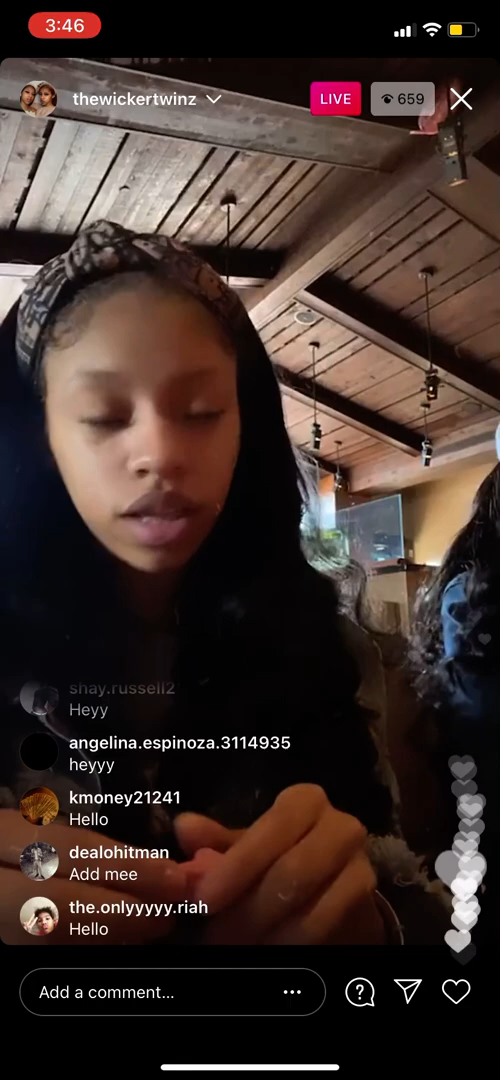 3:46
thewickertwinz
LIVE
659
shay.russell2
Heyy
angelina.espinoza.3114935
heyyy
kmoney21241
Hello
dealohitman
Add mee
the.onlyyyyy.riah
Hello
Add a comment...